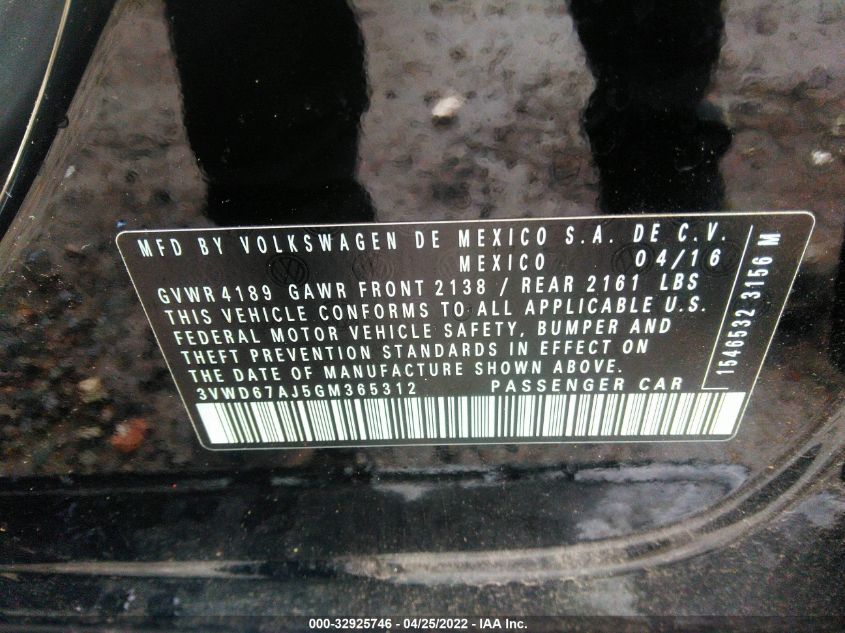 MFD BY VOLKSWAGEN DE MEXICO S.A. DE C.V.
MEXICO 04/16
GVWR 4189 GAWR FRONT 2138 / REAR 2161 LBS
THIS VEHICLE CONFORMS TO ALL APPLICABLE U.S.
FEDERAL MOTOR VEHICLE SAFETY, BUMPER AND
THEFT PREVENTION STANDARDS IN EFFECT ON
THE DATE OF MANUFACTURE SHOWN ABOVE.
3VWD67AJ5GM365312 PASSENGER CAR
1546532 3156 M
000-32925746 - 04/25/2022 - IAA Inc.